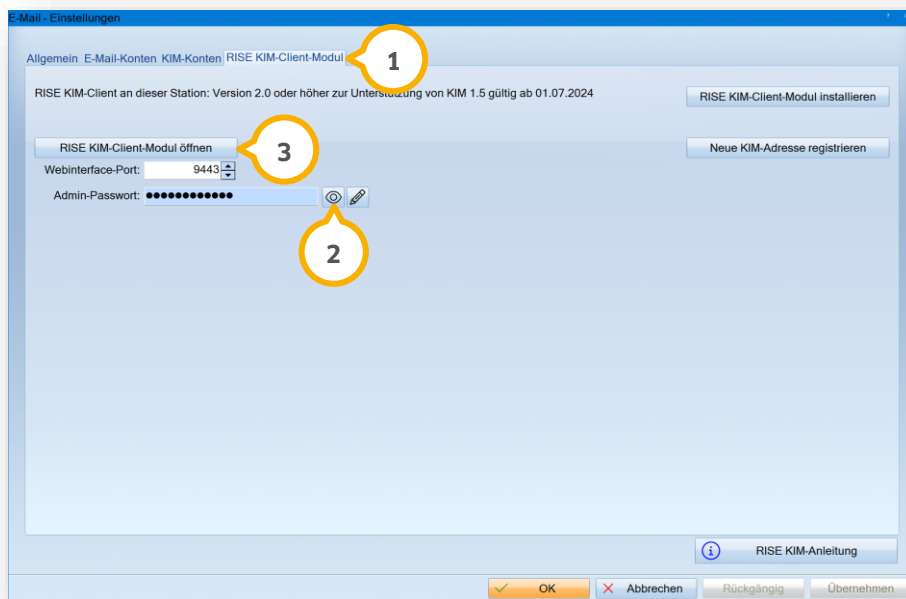 E-Mail - Einstellungen
Allgemein E-Mail-Konten KIM-Konten RISE KIM-Client-Modul
1
RISE KIM-Client an dieser Station: Version 2.0 oder höher zur Unterstützung von KIM 1.5 gültig ab 01.07.2024
RISE KIM-Client-Modul installieren
RISE KIM-Client-Modul öffnen
3
Neue KIM-Adresse registrieren
Webinterface-Port: 9443
Admin-Passwort: ●●●●●●●●●●●●
2
RISE KIM-Anleitung
OK
Abbrechen
Rückgängig
Übernehmen